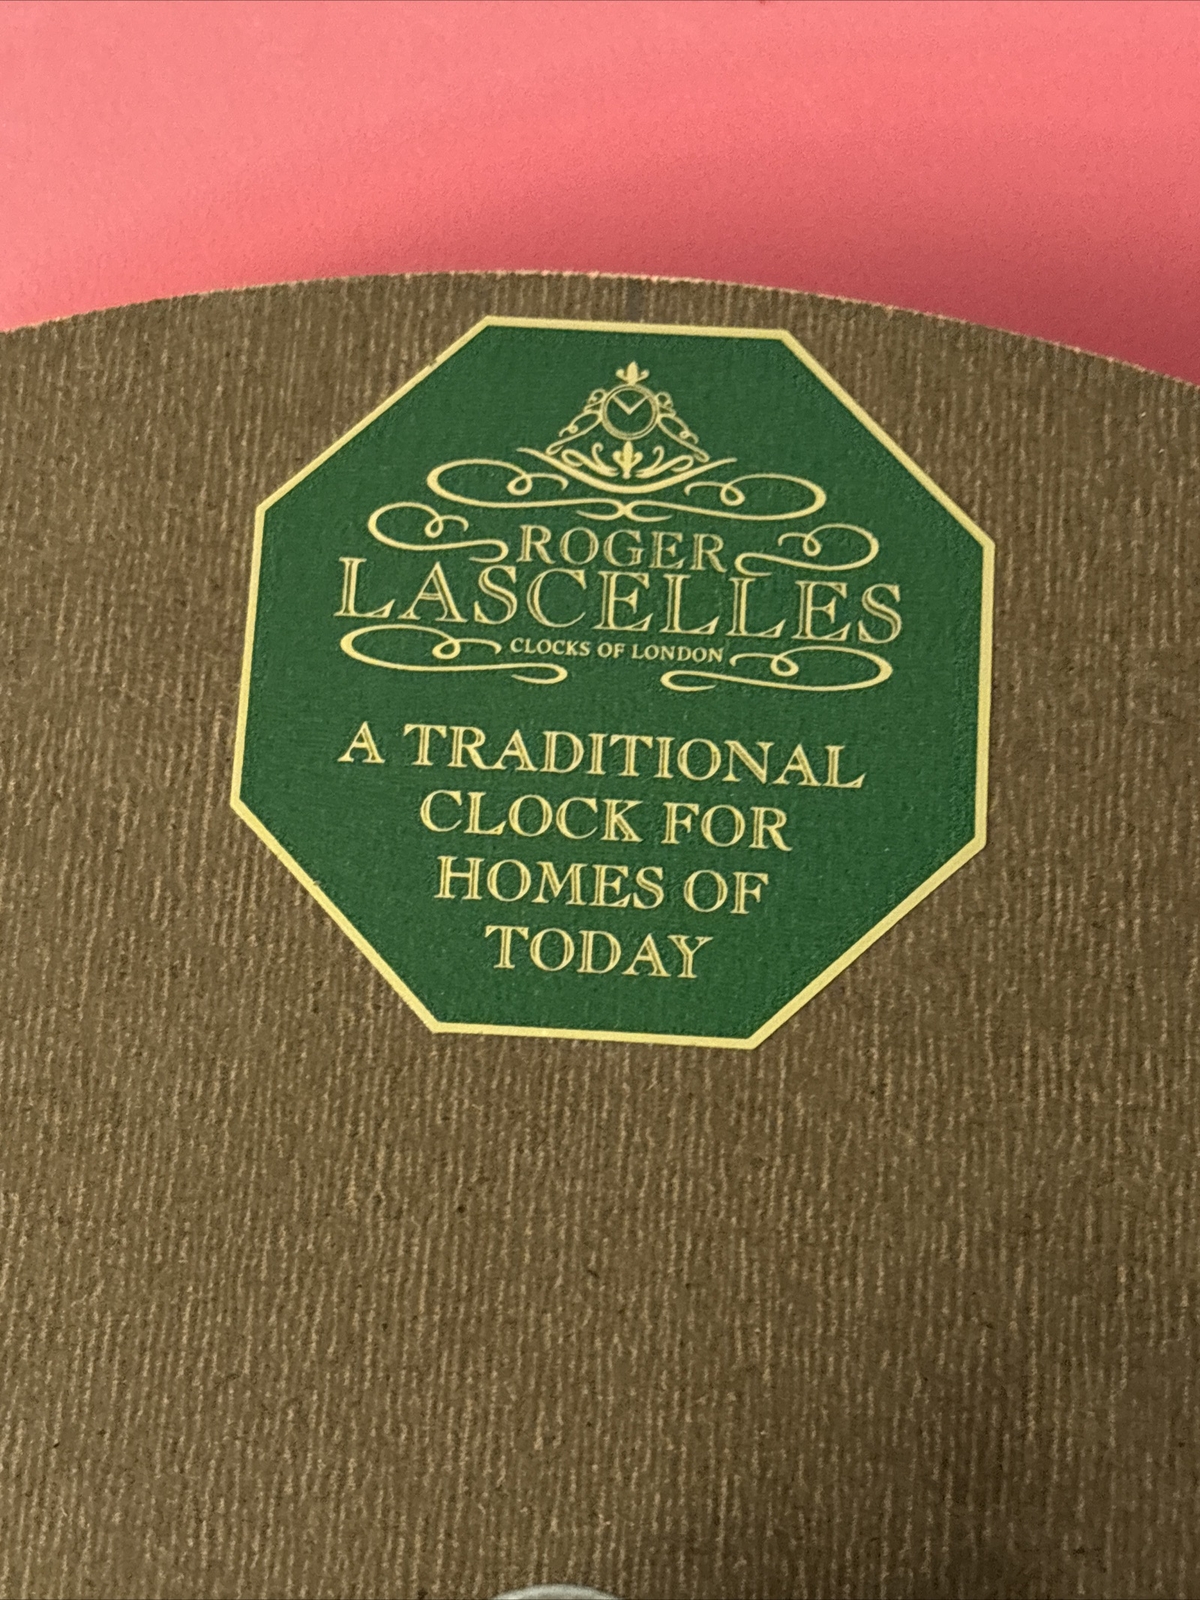 ROGER
LASCELLES
CLOCKS OF LONDON
A TRADITIONAL
CLOCK FOR
HOMES OF
TODAY